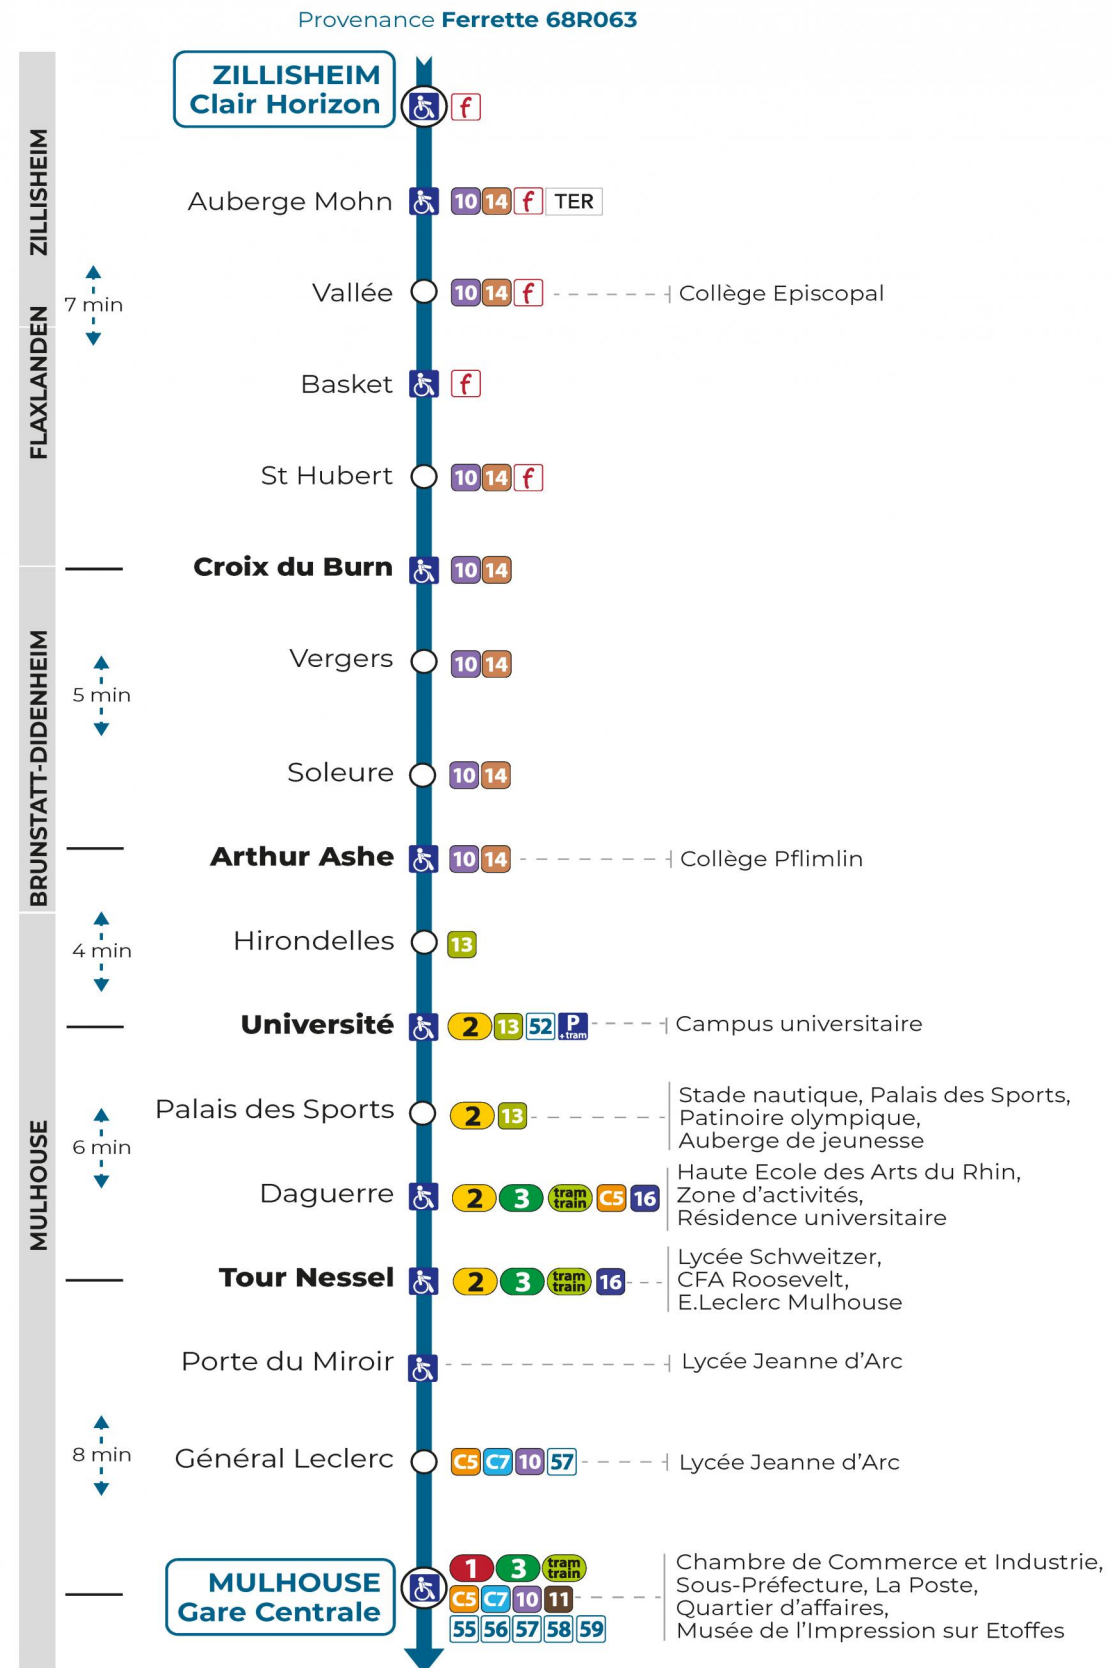 Provenance Ferrette 68R063
ZILLISHEIM
Clair Horizon
f
ZILLISHEIM
Auberge Mohn
10 14 f TER
7 min
Vallée
10 14 f
Collège Episcopal
FLAXLANDEN
Basket
f
St Hubert
10 14 f
Croix du Burn
10 14
BRUNSTATT-DIDENHEIM
Vergers
10 14
5 min
Soleure
10 14
Arthur Ashe
10 14
Collège Pflimlin
4 min
Hirondelles
13
Université
2 13 52 P
+tram
Campus universitaire
MULHOUSE
Palais des Sports
2 13
Stade nautique, Palais des Sports,
Patinoire olympique,
Auberge de jeunesse
6 min
Daguerre
2 3 tram
train C5 16
Haute Ecole des Arts du Rhin,
Zone d’activités,
Résidence universitaire
Tour Nessel
2 3 tram
train 16
Lycée Schweitzer,
CFA Roosevelt,
E.Leclerc Mulhouse
Porte du Miroir
Lycée Jeanne d’Arc
8 min
Général Leclerc
C5 C7 10 57
Lycée Jeanne d’Arc
MULHOUSE
Gare Centrale
1 3 tram
train
C5 C7 10 11
55 56 57 58 59
Chambre de Commerce et Industrie,
Sous-Préfecture, La Poste,
Quartier d’affaires,
Musée de l’Impression sur Etoffes